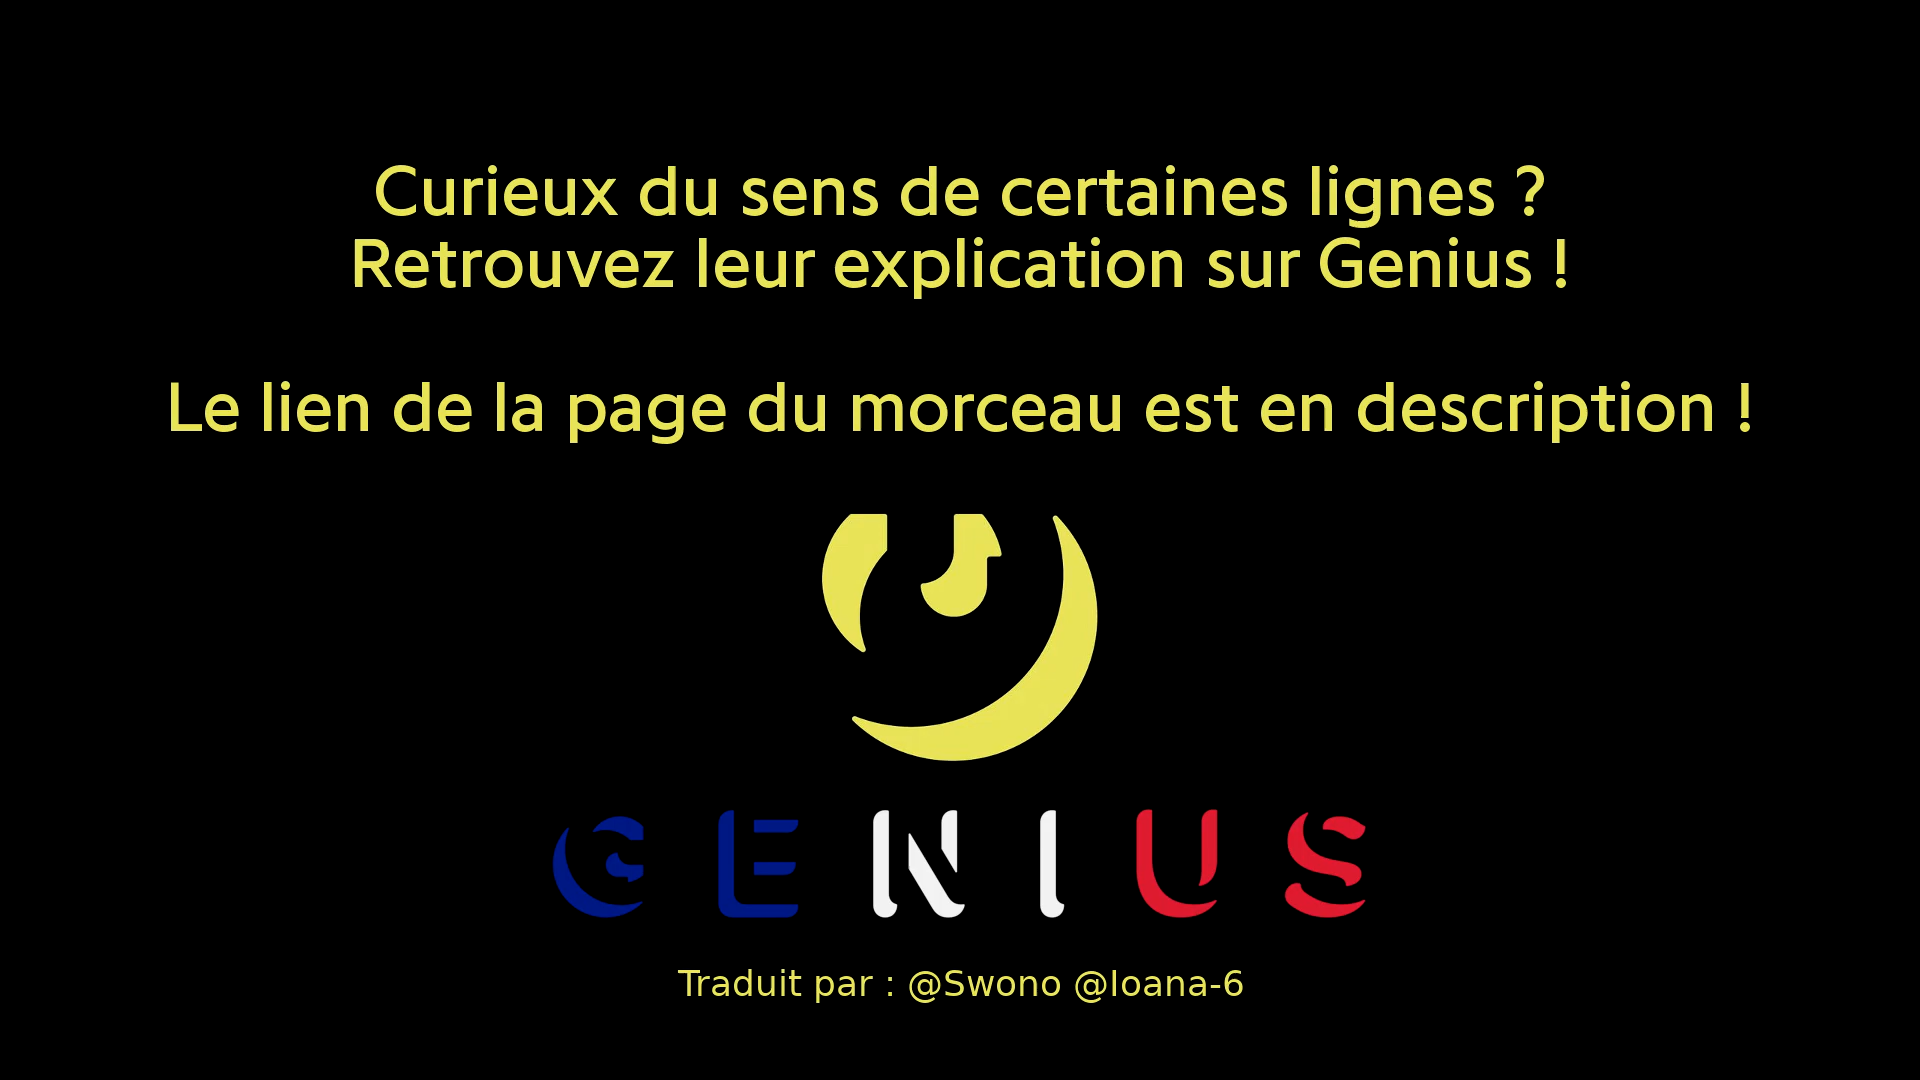 Curieux du sens de certaines lignes ?
Retrouvez leur explication sur Genius !
Le lien de la page du morceau est en description !
GENIUS
Traduit par : @Swono @Ioana-6